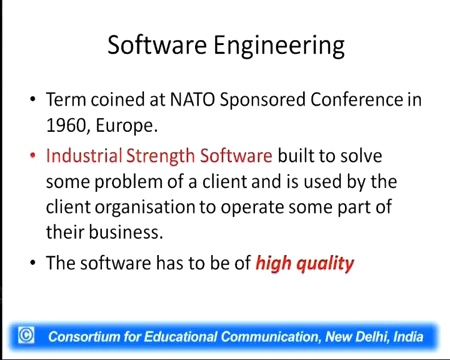 Software Engineering
• Term coined at NATO Sponsored Conference in
1960, Europe.
• Industrial Strength Software built to solve
some problem of a client and is used by the
client organisation to operate some part of
their business.
• The software has to be of high quality
© Consortium for Educational Communication, New Delhi, India